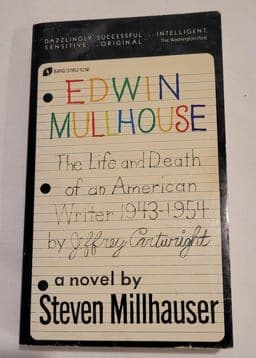 DAZZLINGLY SUCCESSFUL... INTELLIGENT,
SENSITIVE... ORIGINAL The Washington Post
EDWIN
MULLHOUSE
The Life and Death
of an American
Writer 1943-1954
by Jeffrey Cartwright
a novel by
Steven Millhauser